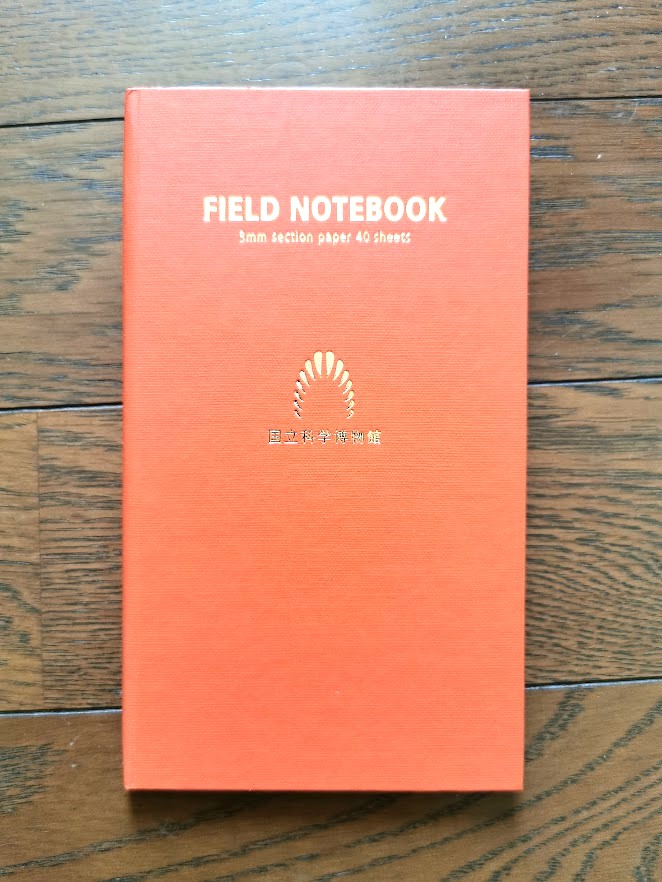 FIELD NOTEBOOK
3mm section paper 40 sheets
国立科学博物館